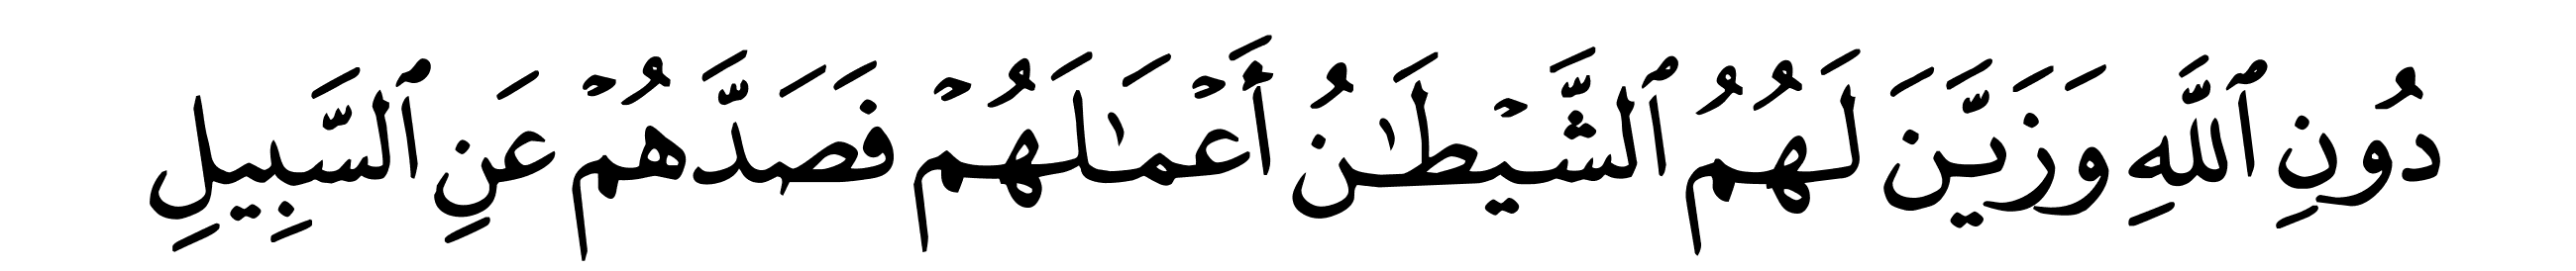 دُونِ ٱللَّهِ وَزَيَّنَ لَهُمُ ٱلشَّيْطَـٰنُ أَعْمَـٰلَهُمْ فَصَدَّهُمْ عَنِ ٱلسَّبِيلِ